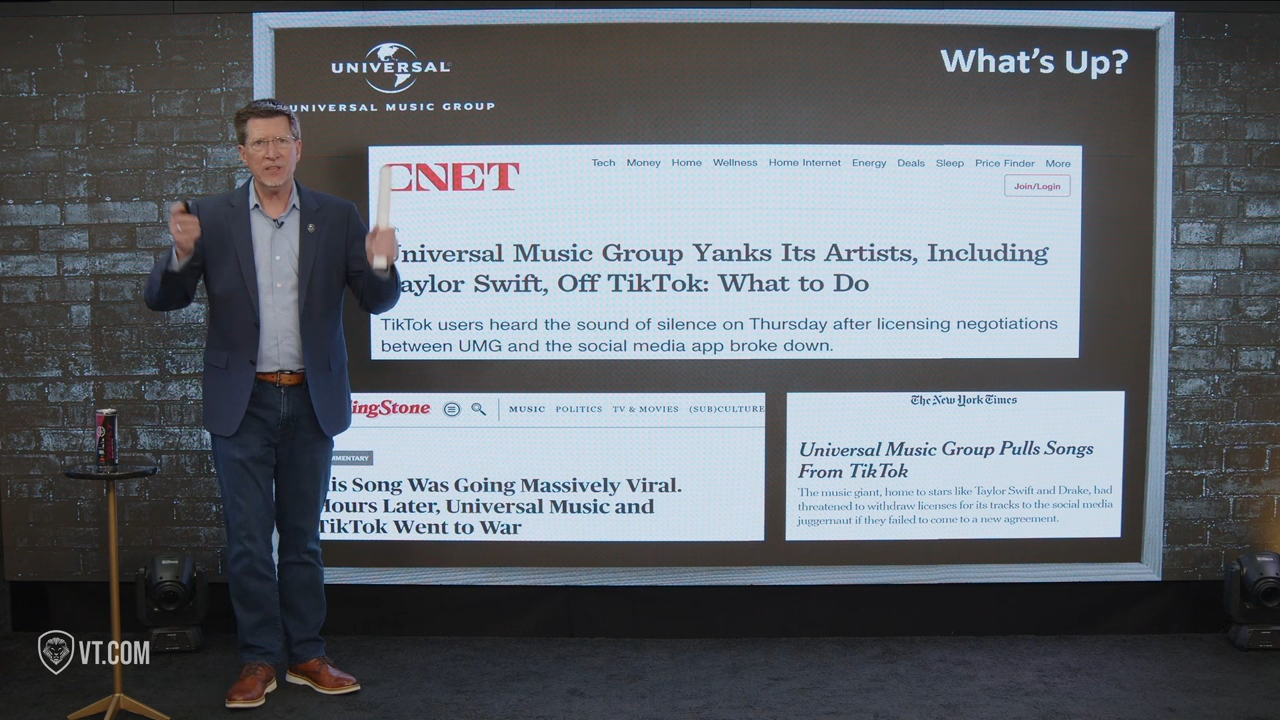 UNIVERSAL
UNIVERSAL MUSIC GROUP
What's Up?
CNET
Tech Money Home Wellness Home Internet Energy Deals Sleep Price Finder More
Join/Login
Universal Music Group Yanks Its Artists, Including
Taylor Swift, Off TikTok: What to Do
TikTok users heard the sound of silence on Thursday after licensing negotiations
between UMG and the social media app broke down.
ingStone
MUSIC POLITICS TV & MOVIES (SUB)CULTURE
MMENTARY
is Song Was Going Massively Viral.
Hours Later, Universal Music and
TikTok Went to War
The New York Times
Universal Music Group Pulls Songs
From TikTok
The music giant, home to stars like Taylor Swift and Drake, had
threatened to withdraw licenses for its tracks to the social media
juggernaut if they failed to come to a new agreement.
VT.COM